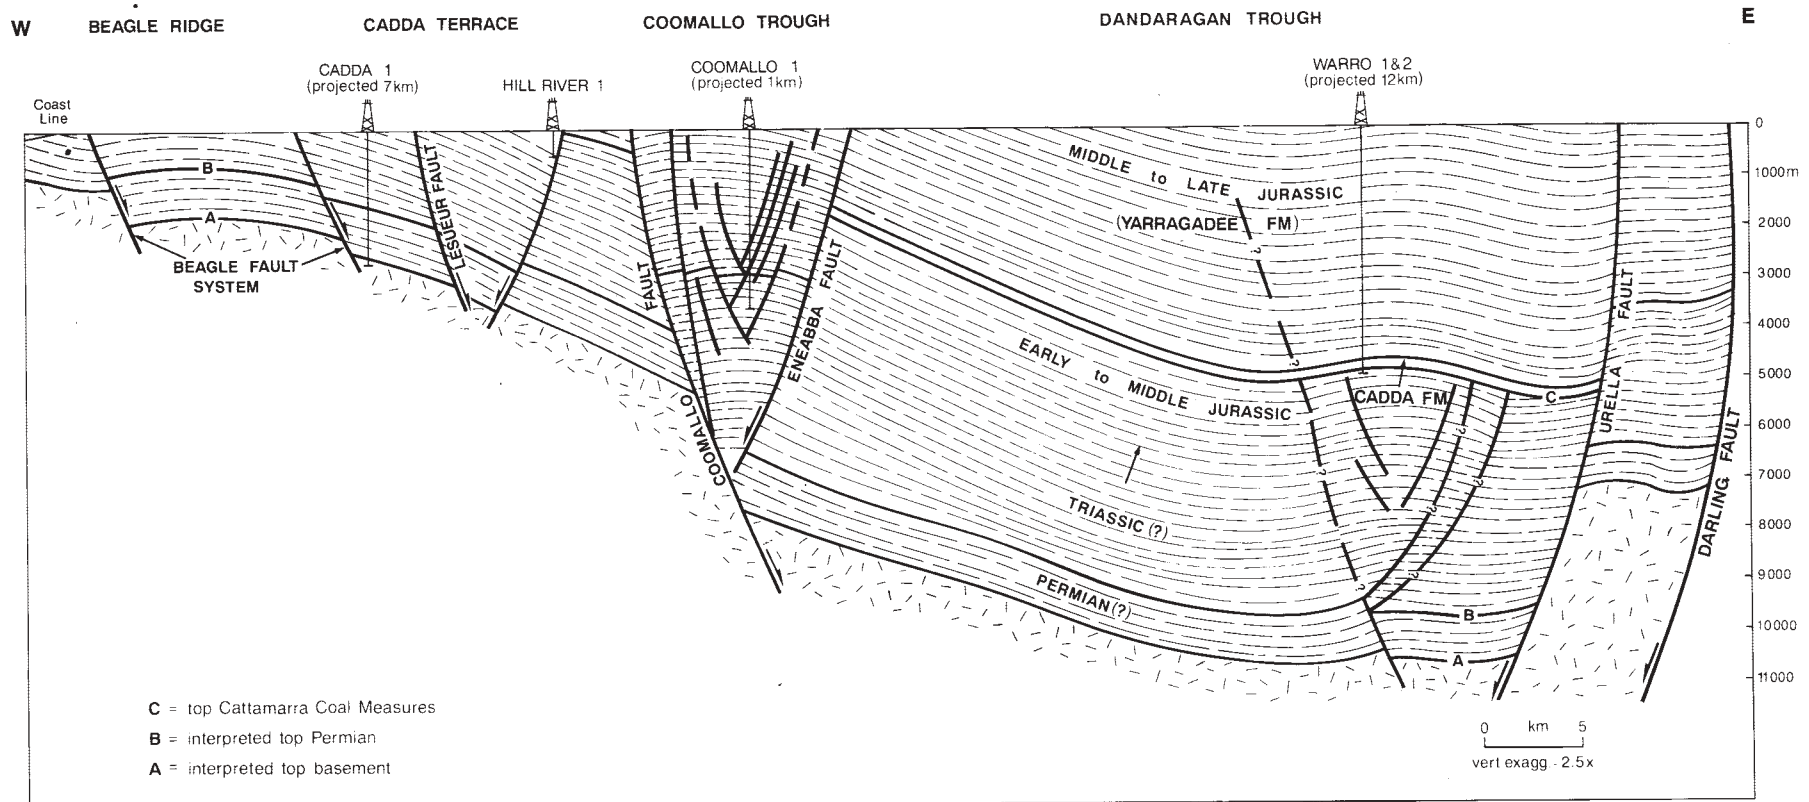 W
BEAGLE RIDGE
CADDA TERRACE
COOMALLO TROUGH
DANDARAGAN TROUGH
E
CADDA 1
(projected 7km)
HILL RIVER 1
COOMALLO 1
(projected 1km)
WARRO 1&2
(projected 12km)
Coast
Line
0
1000m
2000
3000
4000
5000
6000
7000
8000
9000
10000
11000
B
A
BEAGLE FAULT
SYSTEM
LESUEUR FAULT
COOMALLO FAULT
ENEABBA FAULT
MIDDLE to LATE JURASSIC
(YARRAGADEE FM)
EARLY to MIDDLE JURASSIC
TRIASSIC (?)
PERMIAN (?)
CADDA FM
C
B
A
?
?
?
?
?
?
?
?
URELLA FAULT
DARLING FAULT
C = top Cattamarra Coal Measures
B = interpreted top Permian
A = interpreted top basement
0 km 5
vert exagg - 2.5x